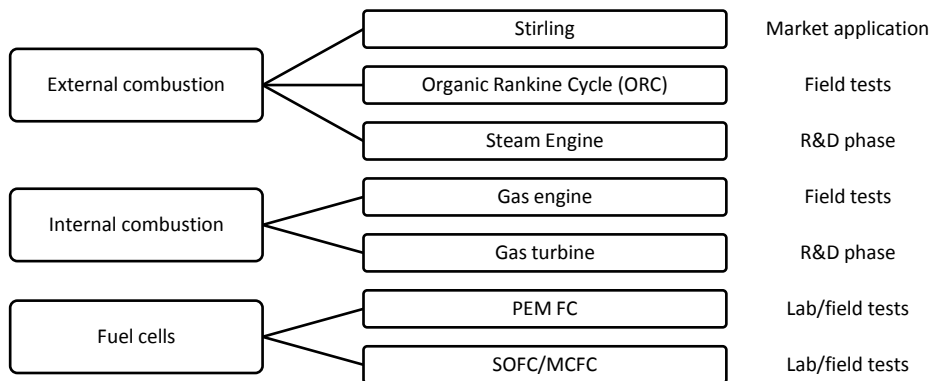 Stirling Market application
External combustion Organic Rankine Cycle (ORC) Field tests
Steam Engine R&D phase
Gas engine Field tests
Internal combustion
Gas turbine R&D phase
PEM FC Lab/field tests
Fuel cells
SOFC/MCFC Lab/field tests